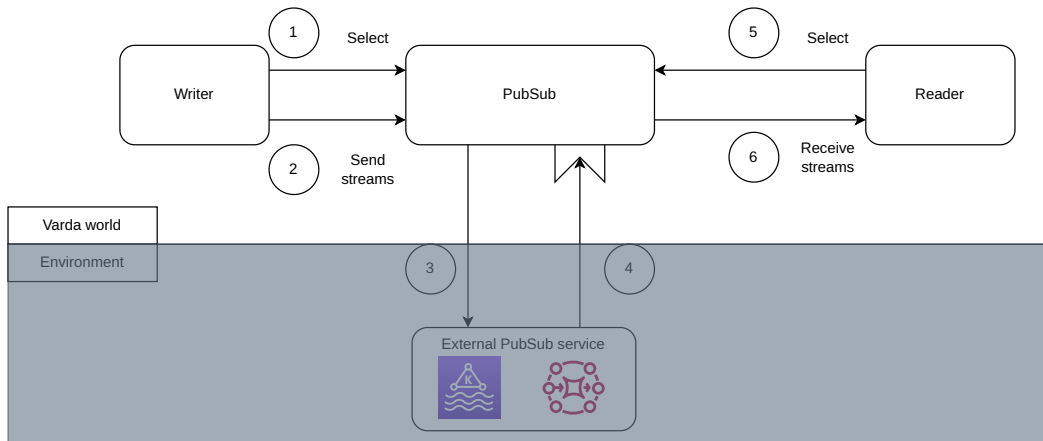 1
Select
5
Select
Writer
PubSub
Reader
2
Send
streams
6
Receive
streams
Varda world
Environment
3
4
External PubSub service
K